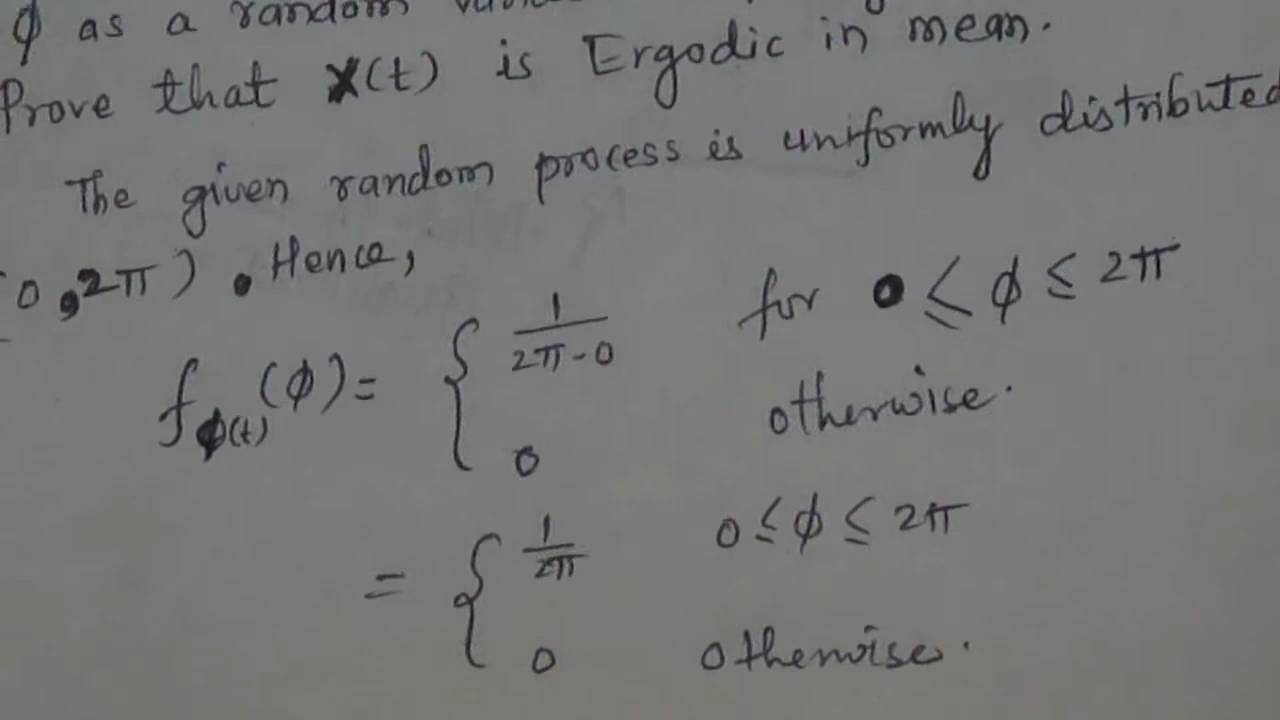 ϕ as a random
Prove that X(t) is Ergodic in mean.
The given random process is uniformly distributed
0,2π). Hence,
f_ϕ(t)(ϕ) = { 1/(2π-0) for 0 ≤ ϕ ≤ 2π
0 otherwise.
= { 1/2π 0 ≤ ϕ ≤ 2π
0 otherwise.